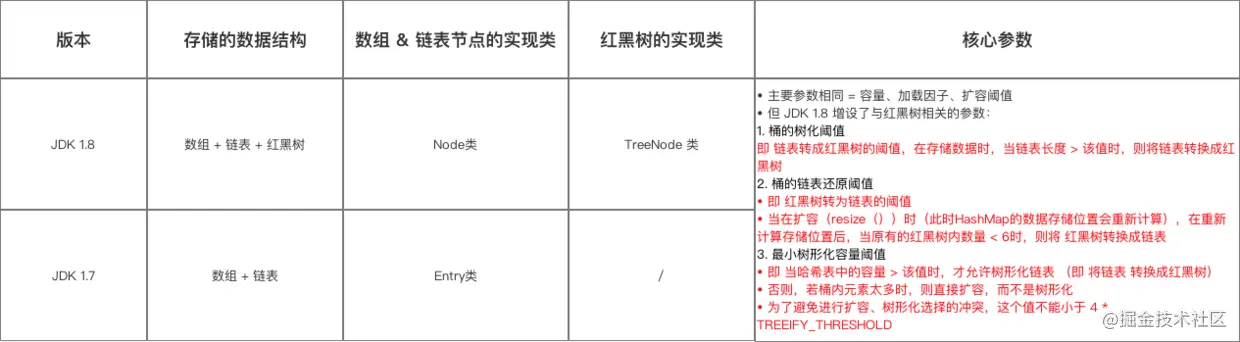 版本
存储的数据结构
数组 & 链表节点的实现类
红黑树的实现类
核心参数
JDK 1.8
数组 + 链表 + 红黑树
Node类
TreeNode 类
• 主要参数相同 = 容量、加载因子、扩容阈值
• 但 JDK 1.8 增设了与红黑树相关的参数：
1. 桶的树化阈值
即 链表转成红黑树的阈值，在存储数据时，当链表长度 > 该值时，则将链表转换成红
黑树
2. 桶的链表还原阈值
• 即 红黑树转为链表的阈值
• 当在扩容（resize（））时（此时HashMap的数据存储位置会重新计算），在重新
计算存储位置后，当原有的红黑树内数量 < 6时，则将 红黑树转换成链表
3. 最小树形化容量阈值
• 即 当哈希表中的容量 > 该值时，才允许树形化链表 （即 将链表 转换成红黑树）
• 否则，若桶内元素太多时，则直接扩容，而不是树形化
• 为了避免进行扩容、树形化选择的冲突，这个值不能小于 4 *
TREEIFY_THRESHOLD
JDK 1.7
数组 + 链表
Entry类
/
@掘金技术社区